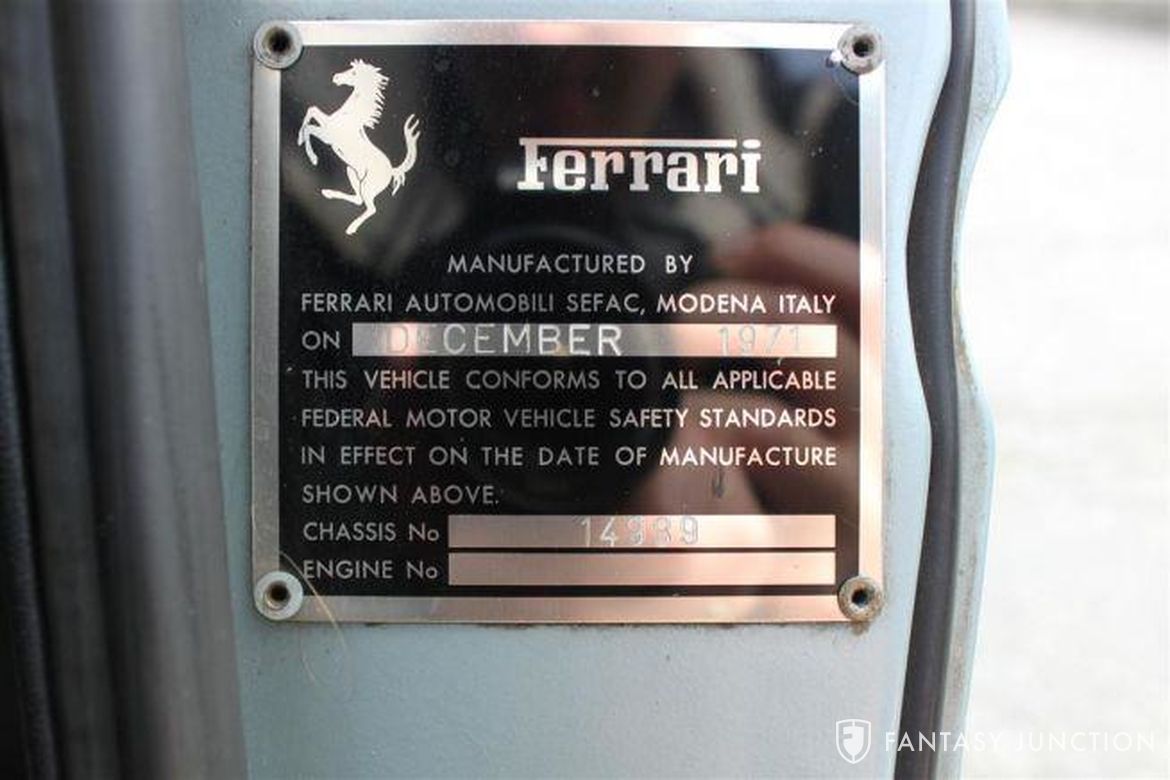 Ferrari
MANUFACTURED BY
FERRARI AUTOMOBILI SEFAC, MODENA ITALY
ON DECEMBER 1971
THIS VEHICLE CONFORMS TO ALL APPLICABLE
FEDERAL MOTOR VEHICLE SAFETY STANDARDS
IN EFFECT ON THE DATE OF MANUFACTURE
SHOWN ABOVE.
CHASSIS No 14989
ENGINE No
FANTASY JUNCTION